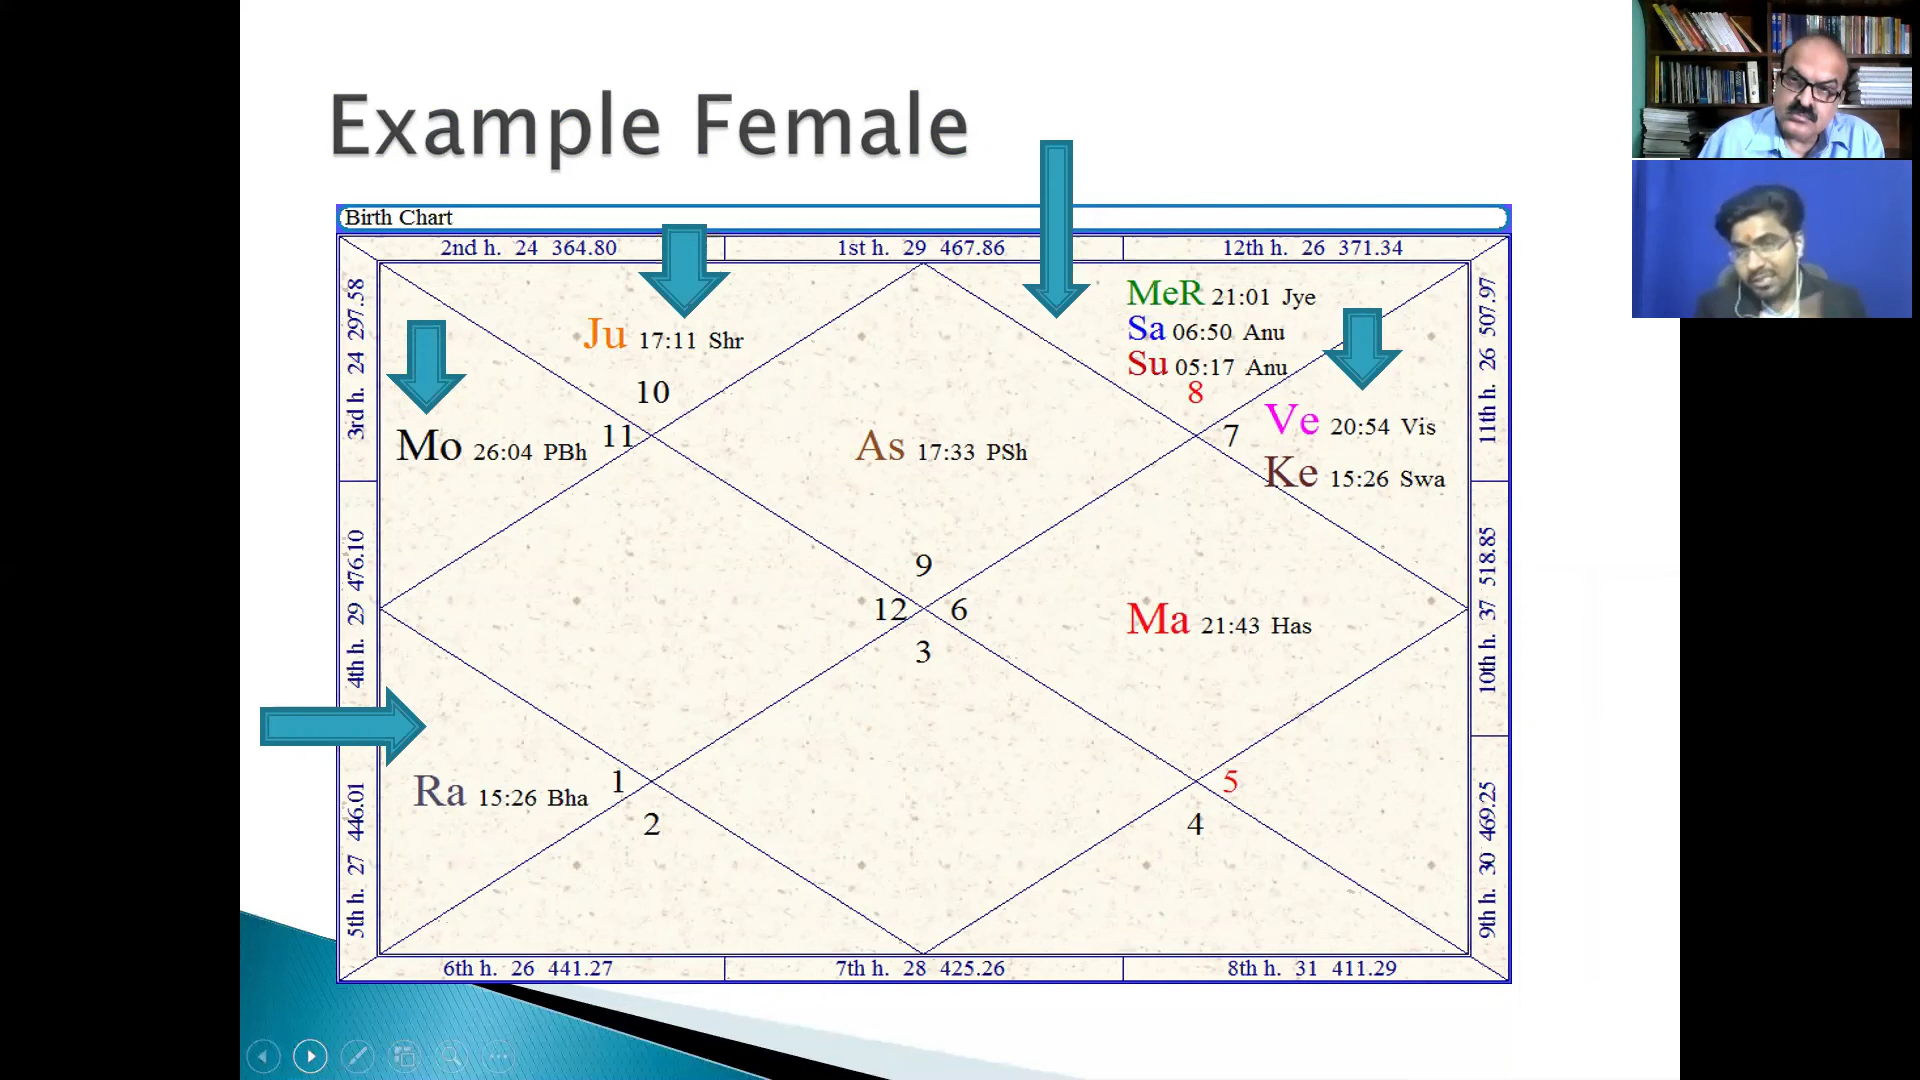 Example Female
Birth Chart
2nd h. 24 364.80
1st h. 29 467.86
12th h. 26 371.34
3rd h. 24 297.58
4th h. 29 476.10
5th h. 27 446.01
11th h. 26 507.97
10th h. 37 518.85
9th h. 30 469.25
MeR 21:01 Jye
Sa 06:50 Anu
Su 05:17 Anu
8
Ju 17:11 Shr
10
Mo 26:04 PBh
11
As 17:33 PSh
7
Ve 20:54 Vis
Ke 15:26 Swa
9
12
6
3
Ma 21:43 Has
Ra 15:26 Bha
1
2
5
4
6th h. 26 441.27
7th h. 28 425.26
8th h. 31 411.29